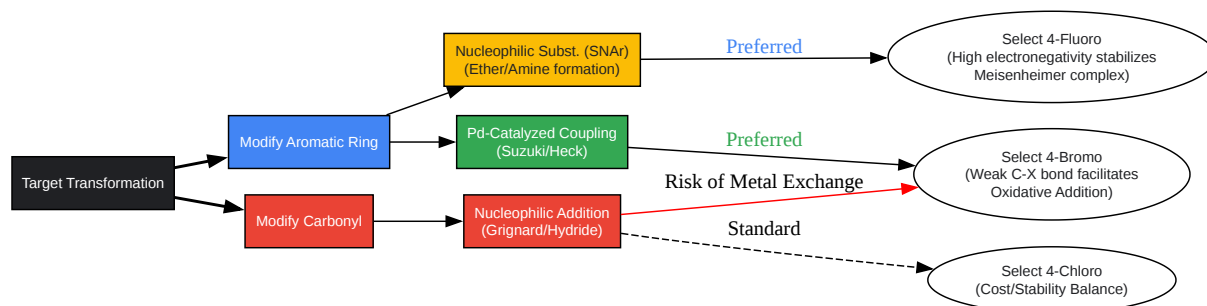 Target Transformation
Modify Aromatic Ring
Modify Carbonyl
Nucleophilic Subst. (SNAr)
(Ether/Amine formation)
Pd-Catalyzed Coupling
(Suzuki/Heck)
Nucleophilic Addition
(Grignard/Hydride)
Preferred
Preferred
Risk of Metal Exchange
Standard
Select 4-Fluoro
(High electronegativity stabilizes
Meisenheimer complex)
Select 4-Bromo
(Weak C-X bond facilitates
Oxidative Addition)
Select 4-Chloro
(Cost/Stability Balance)